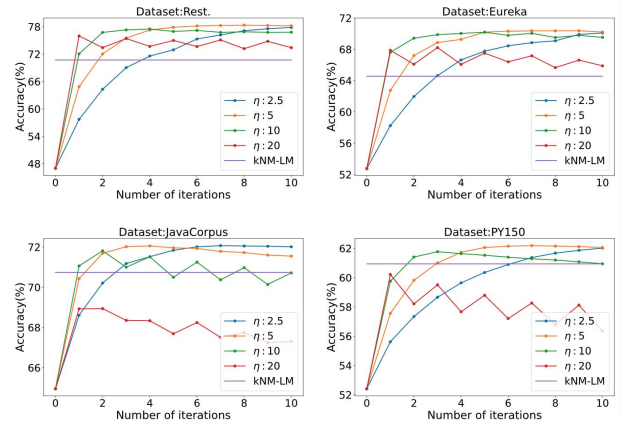 Dataset:Rest.
Accuracy(%)
78
72
66
60
54
48
η : 2.5
η : 5
η : 10
η : 20
kNM-LM
0 2 4 6 8 10
Number of iterations
Dataset:Eureka
Accuracy(%)
72
68
64
60
56
52
η : 2.5
η : 5
η : 10
η : 20
kNM-LM
0 2 4 6 8 10
Number of iterations
Dataset:JavaCorpus
Accuracy(%)
72
70
68
66
η : 2.5
η : 5
η : 10
η : 20
kNM-LM
0 2 4 6 8 10
Number of iterations
Dataset:PY150
Accuracy(%)
62
60
58
56
54
52
η : 2.5
η : 5
η : 10
η : 20
kNM-LM
0 2 4 6 8 10
Number of iterations